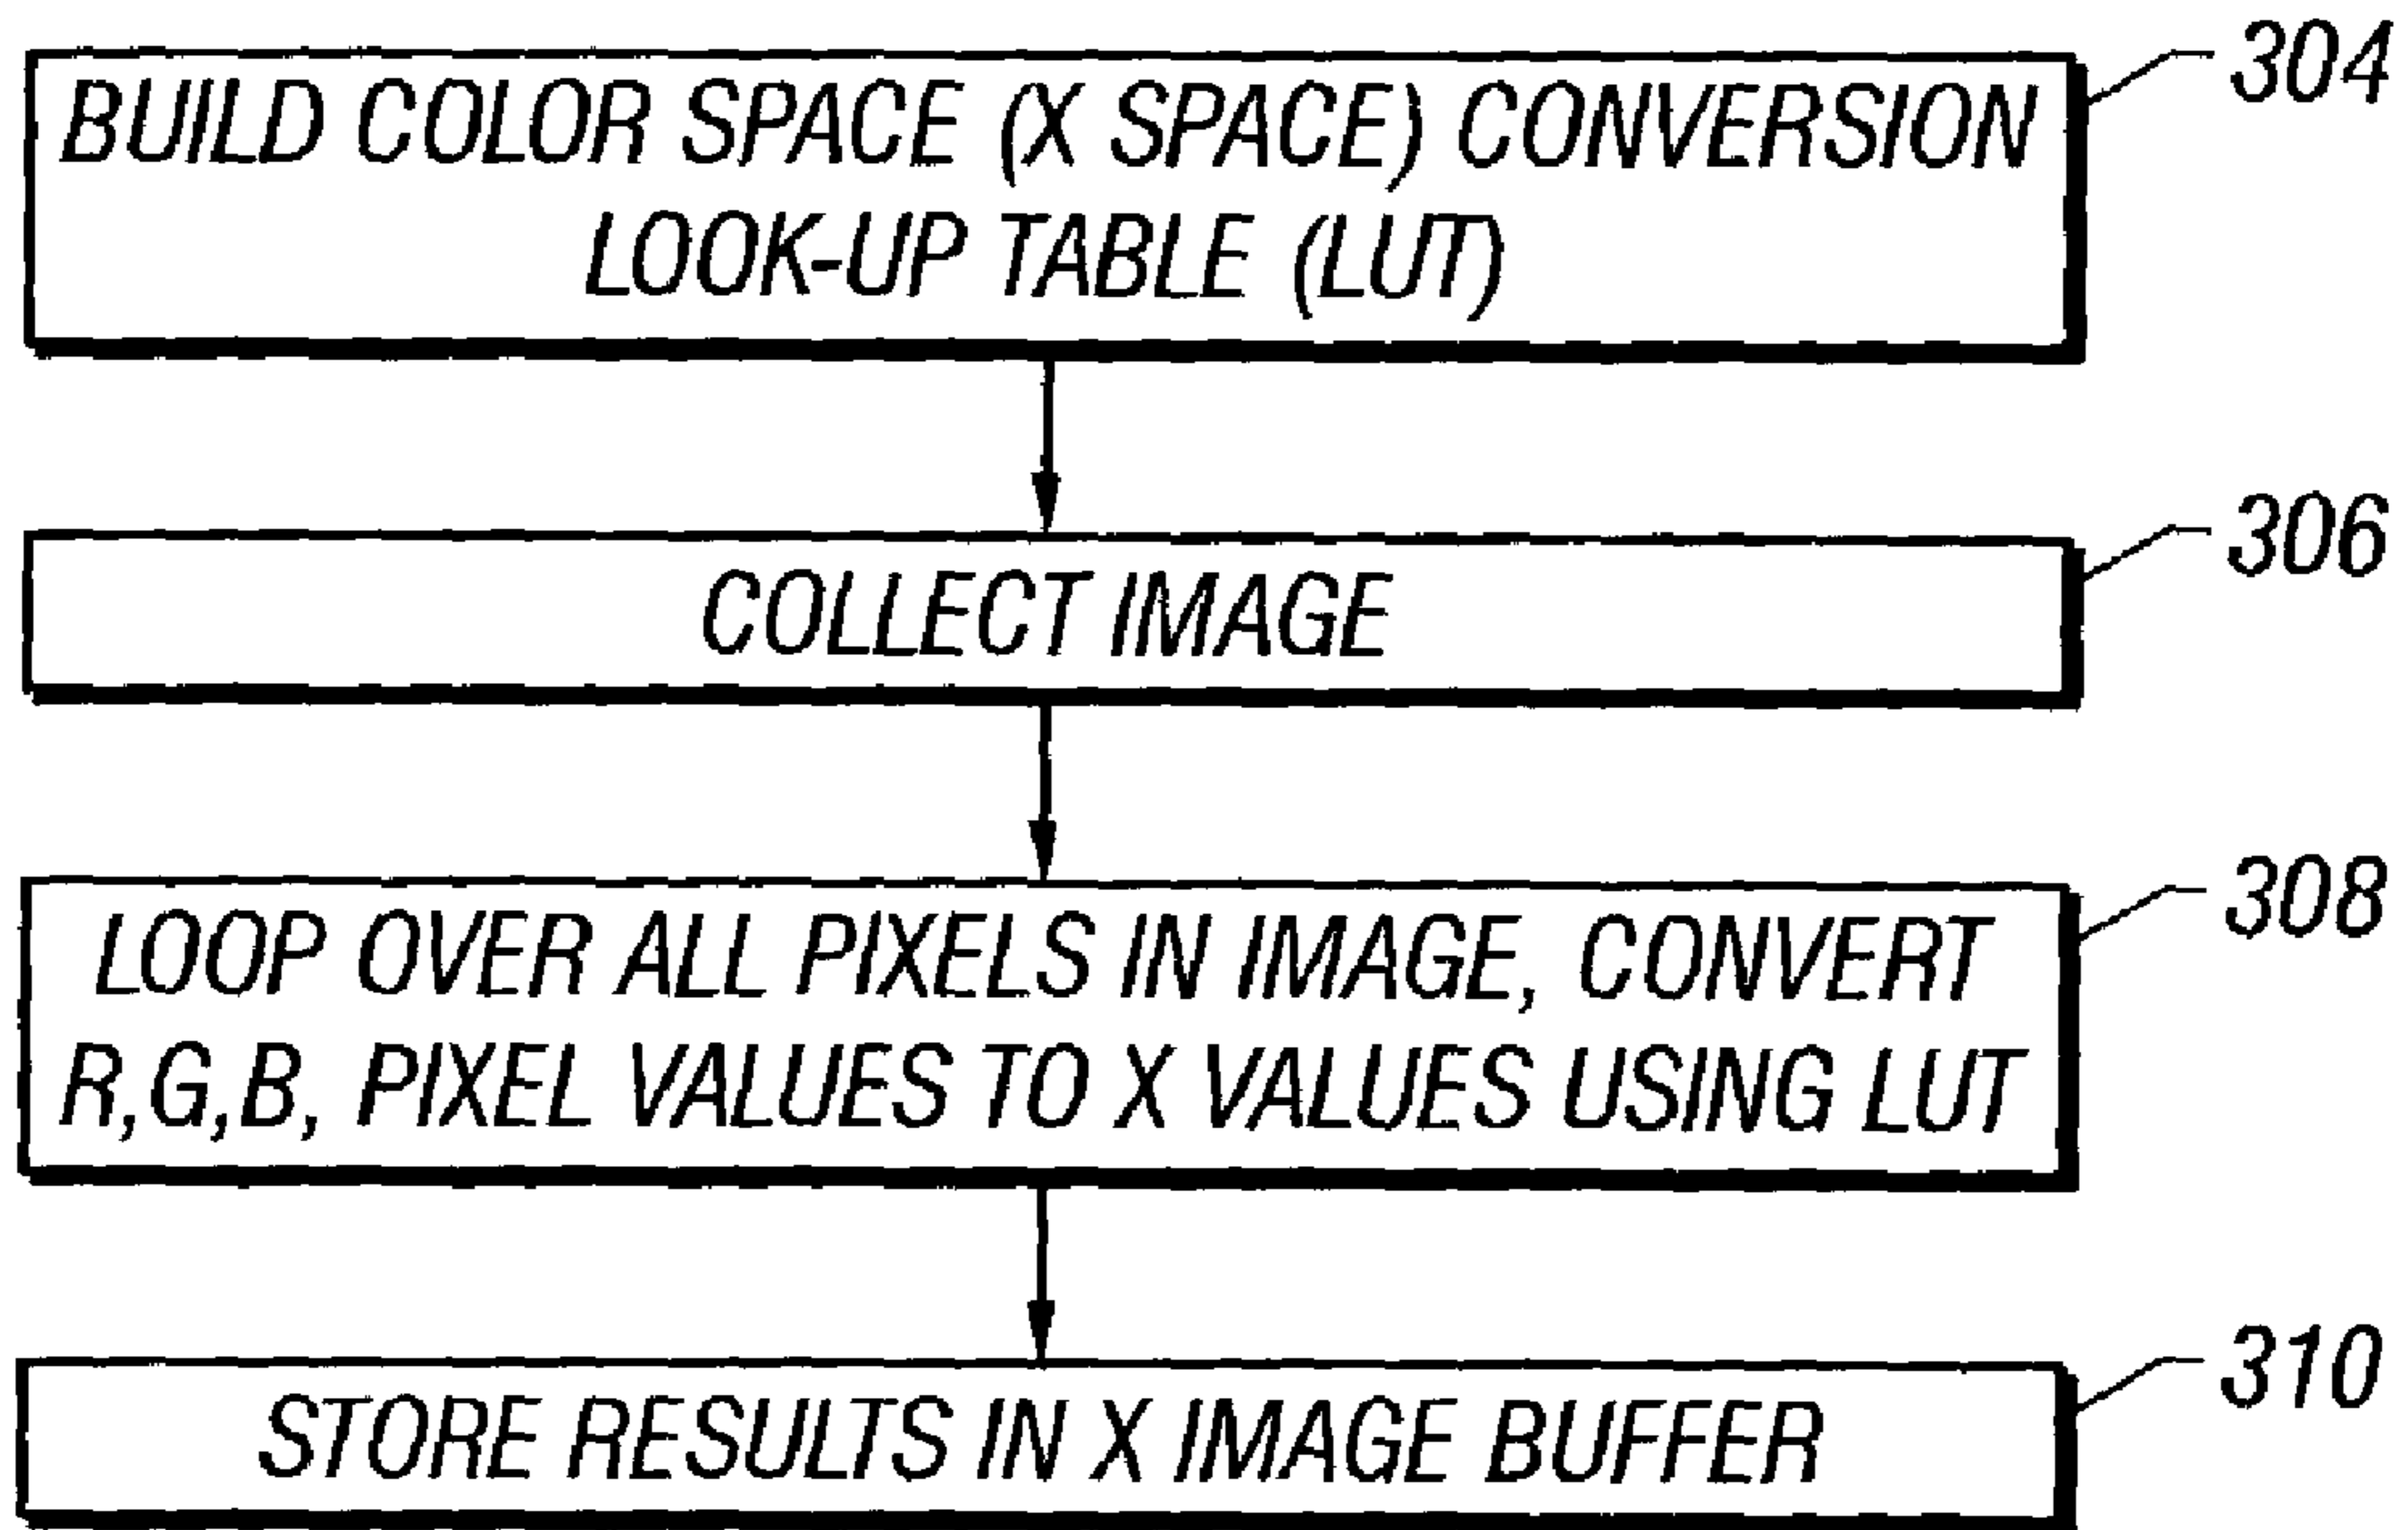 304
BUILD COLOR SPACE (X SPACE) CONVERSION
LOOK-UP TABLE (LUT)
306
COLLECT IMAGE
308
LOOP OVER ALL PIXELS IN IMAGE, CONVERT
R,G,B, PIXEL VALUES TO X VALUES USING LUT
310
STORE RESULTS IN X IMAGE BUFFER